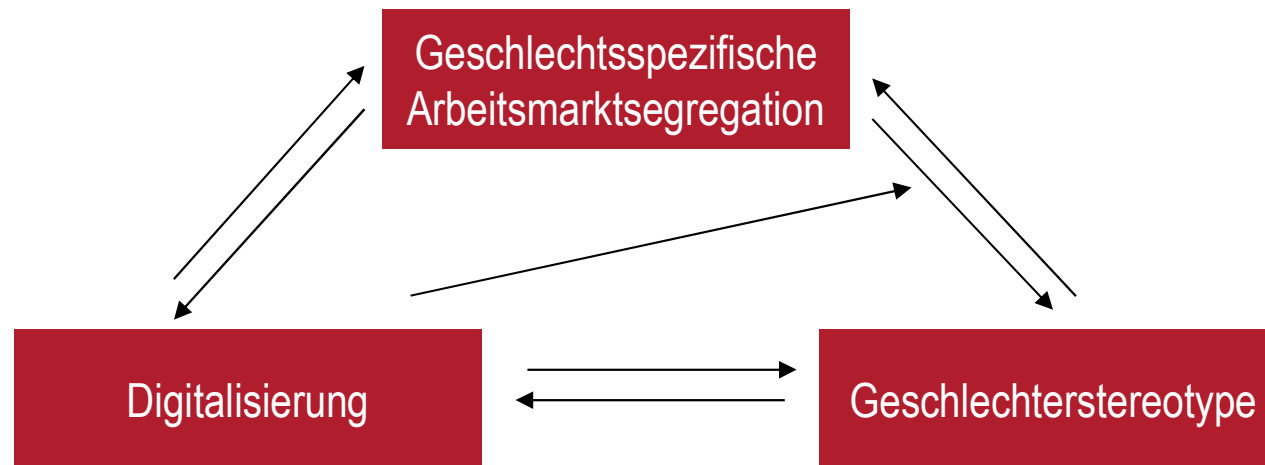 Geschlechtsspezifische
Arbeitsmarktsegregation
Digitalisierung
Geschlechterstereotype